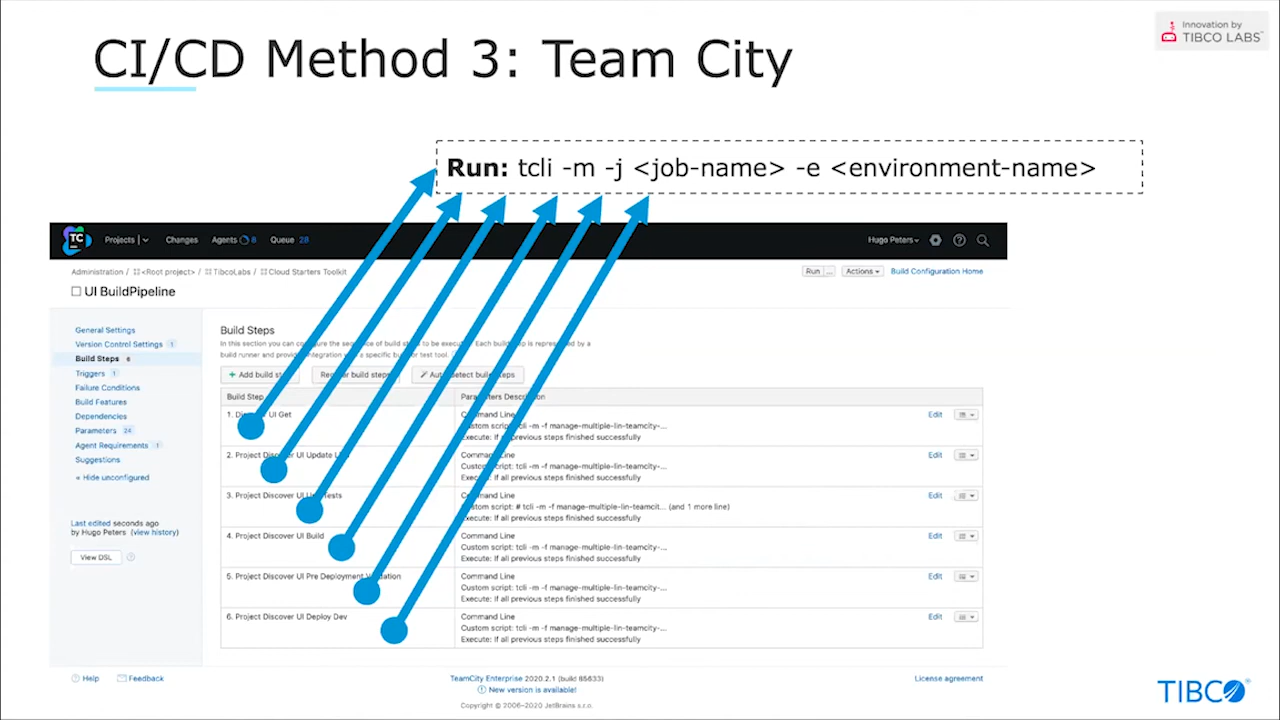 Innovation by
TIBCO LABS™
CI/CD Method 3: Team City
Run: tcli -m -j <job-name> -e <environment-name>
TC
Projects
Changes
Agents 8
Queue 28
Hugo Peters
Administration / <Root project> / TibcoLabs / Cloud Starters Toolkit
Run ...
Actions
Build Configuration Home
UI BuildPipeline
General Settings
Version Control Settings 1
Build Steps 6
Triggers 1
Failure Conditions
Build Features
Dependencies
Parameters 24
Agent Requirements 1
Suggestions
« Hide unconfigured
Last edited seconds ago
by Hugo Peters (view history)
View DSL
Build Steps
In this section you can configure the sequence of build steps to be executed. Each build step is represented by a
build runner and provides integration with a specific build or test tool.
+ Add build step
Reorder build steps
Auto-detect build steps
Build Step
Parameters Description
1. Discover UI Get
Command Line
Custom script: tcli -m -f manage-multiple-lin-teamcity-...
Execute: If all previous steps finished successfully
Edit
2. Project Discover UI Update
Command Line
Custom script: tcli -m -f manage-multiple-lin-teamcity-...
Execute: If all previous steps finished successfully
Edit
3. Project Discover UI Tests
Command Line
Custom script: # tcli -m -f manage-multiple-lin-teamcit... (and 1 more line)
Execute: If all previous steps finished successfully
Edit
4. Project Discover UI Build
Command Line
Custom script: tcli -m -f manage-multiple-lin-teamcity-...
Execute: If all previous steps finished successfully
Edit
5. Project Discover UI Pre Deployment Validation
Command Line
Custom script: tcli -m -f manage-multiple-lin-teamcity-...
Execute: If all previous steps finished successfully
Edit
6. Project Discover UI Deploy Dev
Command Line
Custom script: tcli -m -f manage-multiple-lin-teamcity-...
Execute: If all previous steps finished successfully
Edit
Help
Feedback
TeamCity Enterprise 2020.2.1 (build 85633)
New version is available!
License agreement
Copyright © 2006–2020 JetBrains s.r.o.
TIBCO®